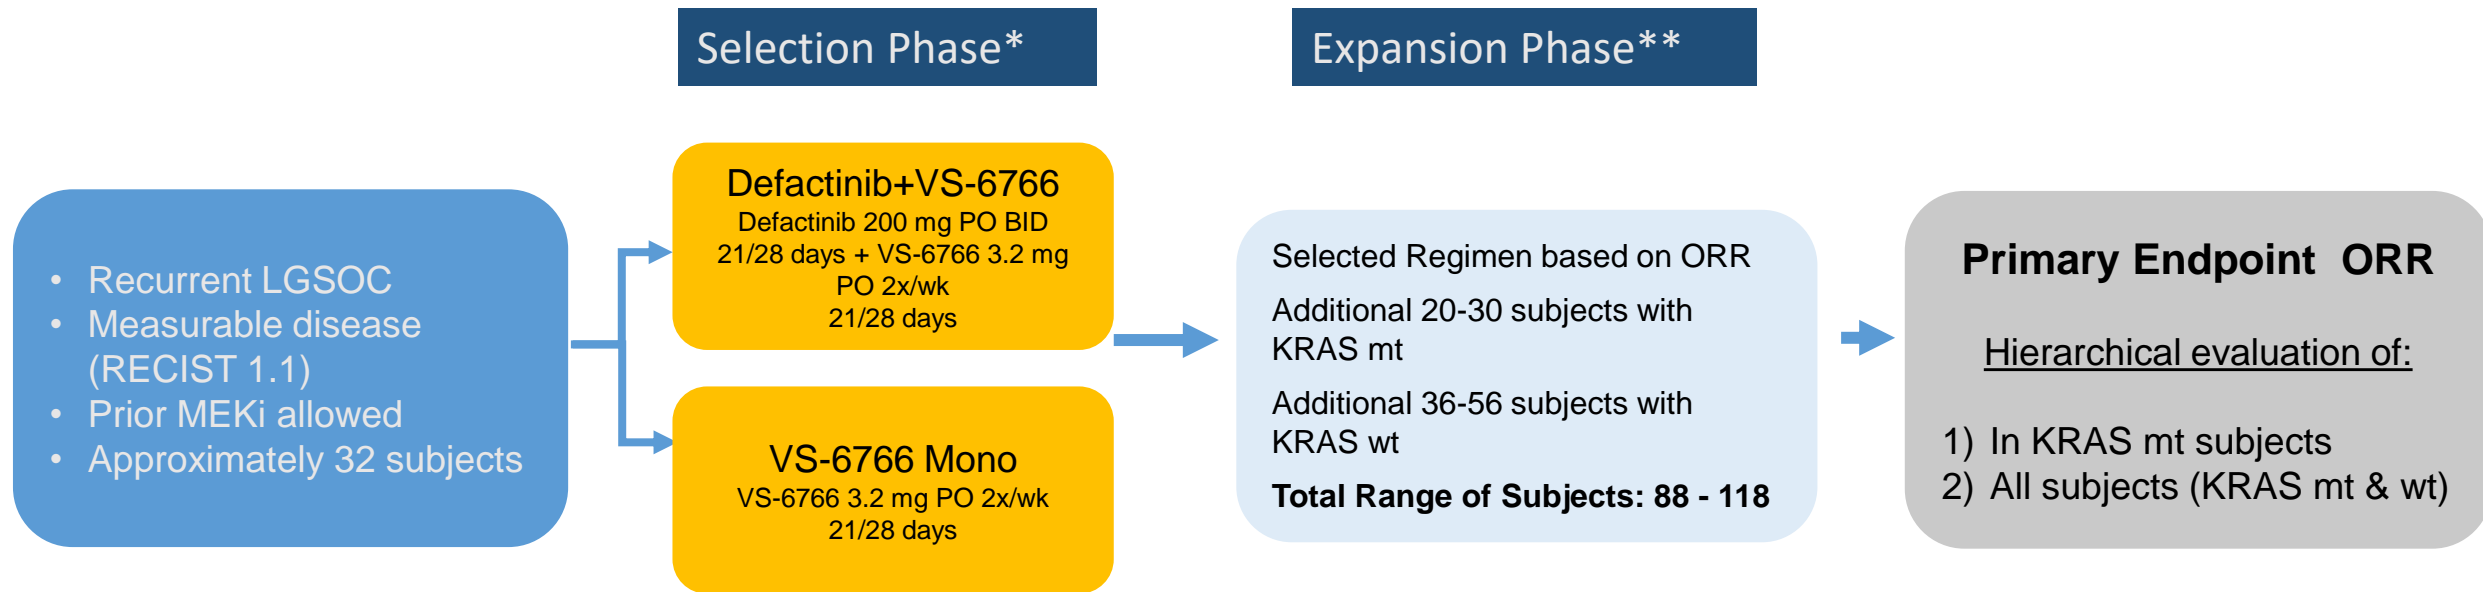 Selection Phase*
Expansion Phase**
• Recurrent LGSOC
• Measurable disease
(RECIST 1.1)
• Prior MEKi allowed
• Approximately 32 subjects
Defactinib+VS-6766
Defactinib 200 mg PO BID
21/28 days + VS-6766 3.2 mg
PO 2x/wk
21/28 days
VS-6766 Mono
VS-6766 3.2 mg PO 2x/wk
21/28 days
Selected Regimen based on ORR
Additional 20-30 subjects with
KRAS mt
Additional 36-56 subjects with
KRAS wt
Total Range of Subjects: 88 - 118
Primary Endpoint ORR
Hierarchical evaluation of:
1) In KRAS mt subjects
2) All subjects (KRAS mt & wt)